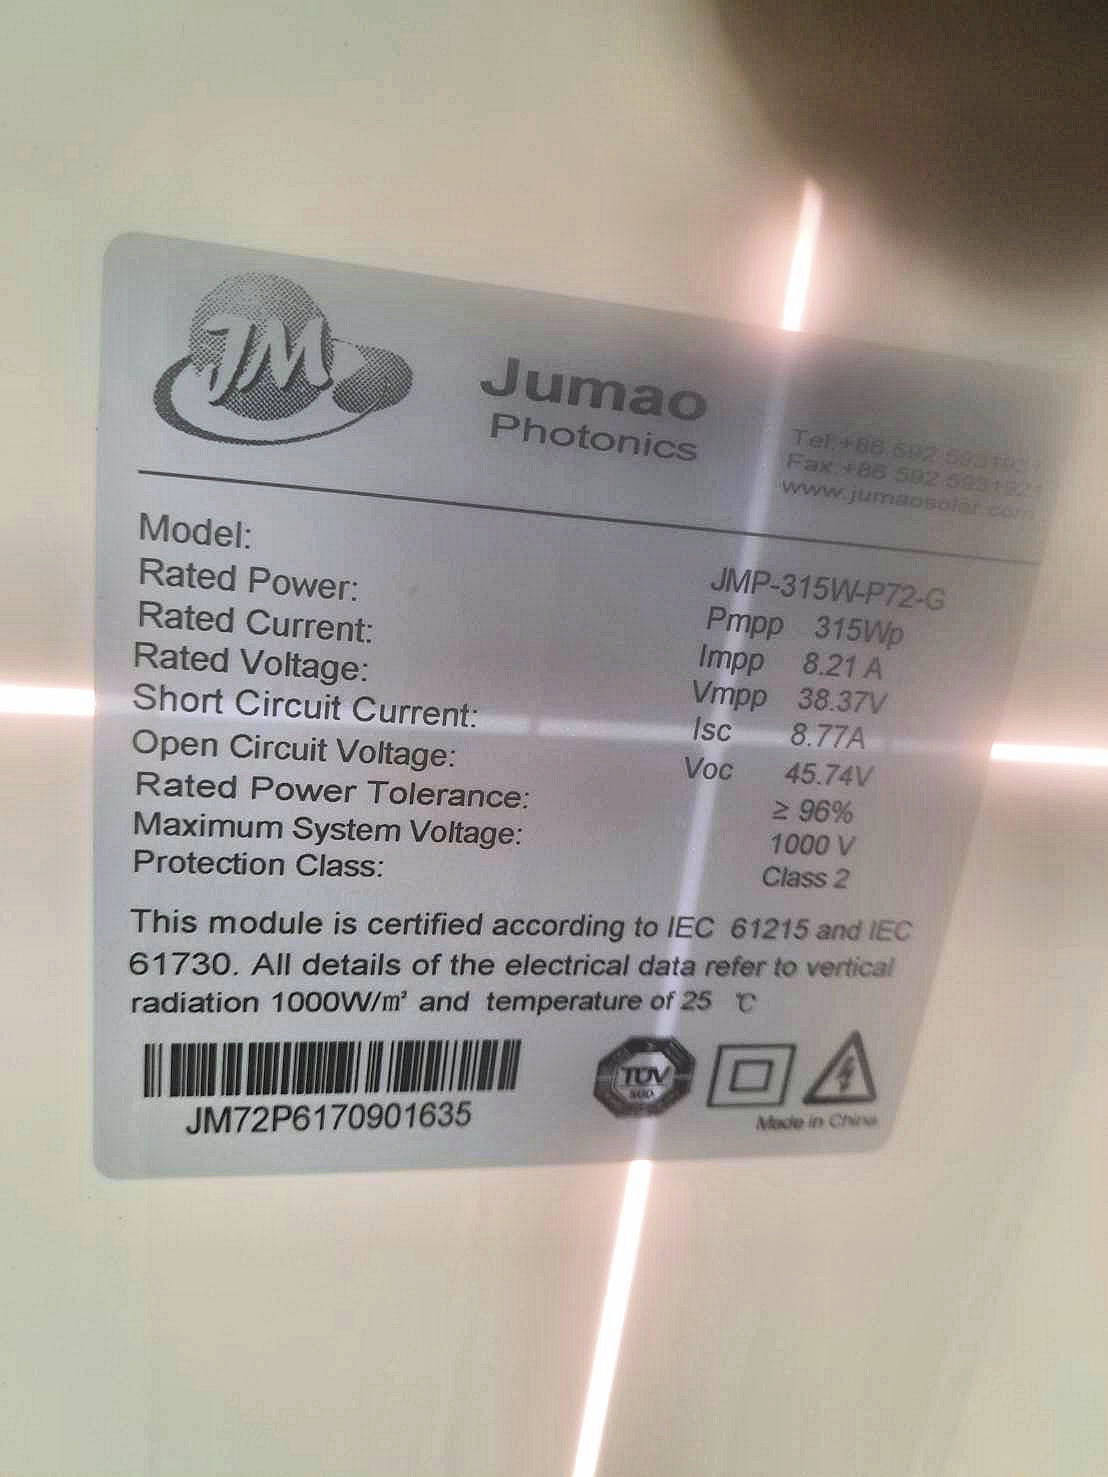 JM
Jumao
Photonics
Tel:+86 592 5931921
Fax:+86 592 5931921
www.jumaosolar.com
Model: JMP-315W-P72-G
Rated Power: Pmpp 315Wp
Rated Current: Impp 8.21 A
Rated Voltage: Vmpp 38.37V
Short Circuit Current: Isc 8.77A
Open Circuit Voltage: Voc 45.74V
Rated Power Tolerance: ≥ 96%
Maximum System Voltage: 1000 V
Protection Class: Class 2
This module is certified according to IEC 61215 and IEC
61730. All details of the electrical data refer to vertical
radiation 1000W/㎡ and temperature of 25 ℃
JM72P6170901635
TÜV
SÜD
Made in China